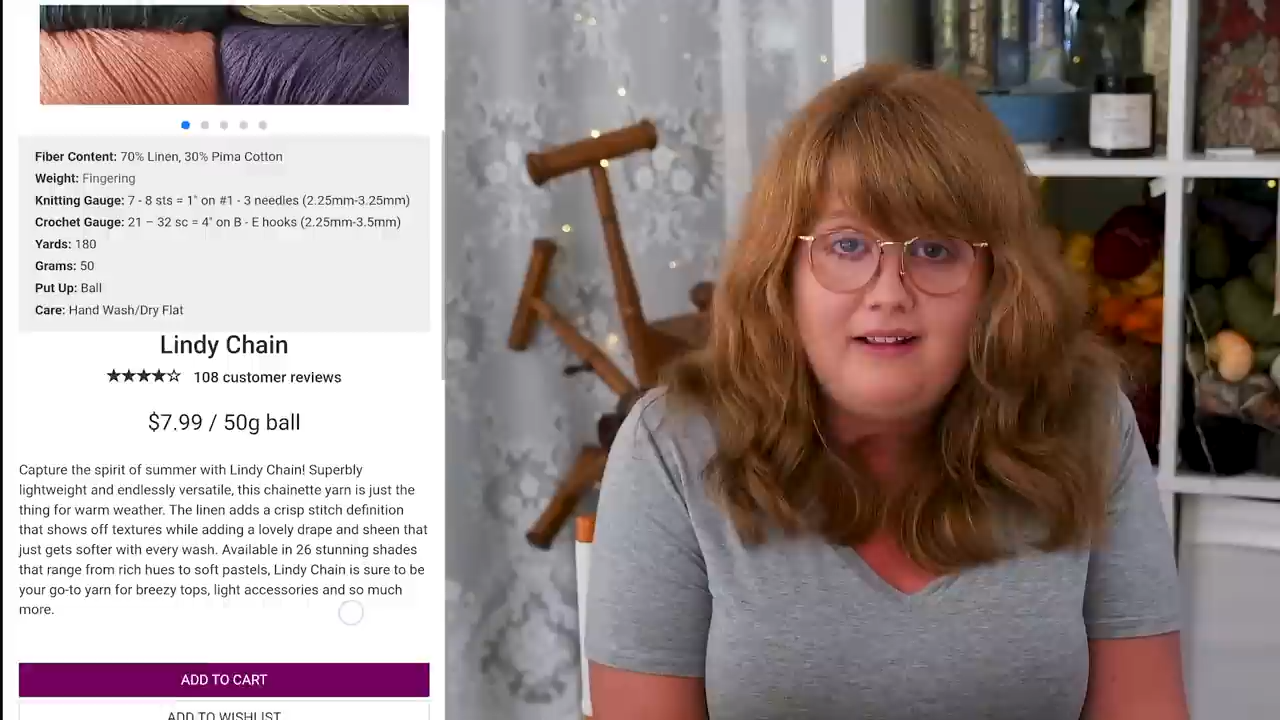 Fiber Content: 70% Linen, 30% Pima Cotton
Weight: Fingering
Knitting Gauge: 7 - 8 sts = 1" on #1 - 3 needles (2.25mm-3.25mm)
Crochet Gauge: 21 – 32 sc = 4" on B - E hooks (2.25mm-3.5mm)
Yards: 180
Grams: 50
Put Up: Ball
Care: Hand Wash/Dry Flat
Lindy Chain
108 customer reviews
$7.99 / 50g ball
Capture the spirit of summer with Lindy Chain! Superbly
lightweight and endlessly versatile, this chainette yarn is just the
thing for warm weather. The linen adds a crisp stitch definition
that shows off textures while adding a lovely drape and sheen that
just gets softer with every wash. Available in 26 stunning shades
that range from rich hues to soft pastels, Lindy Chain is sure to be
your go-to yarn for breezy tops, light accessories and so much
more.
ADD TO CART
ADD TO WISHLIST